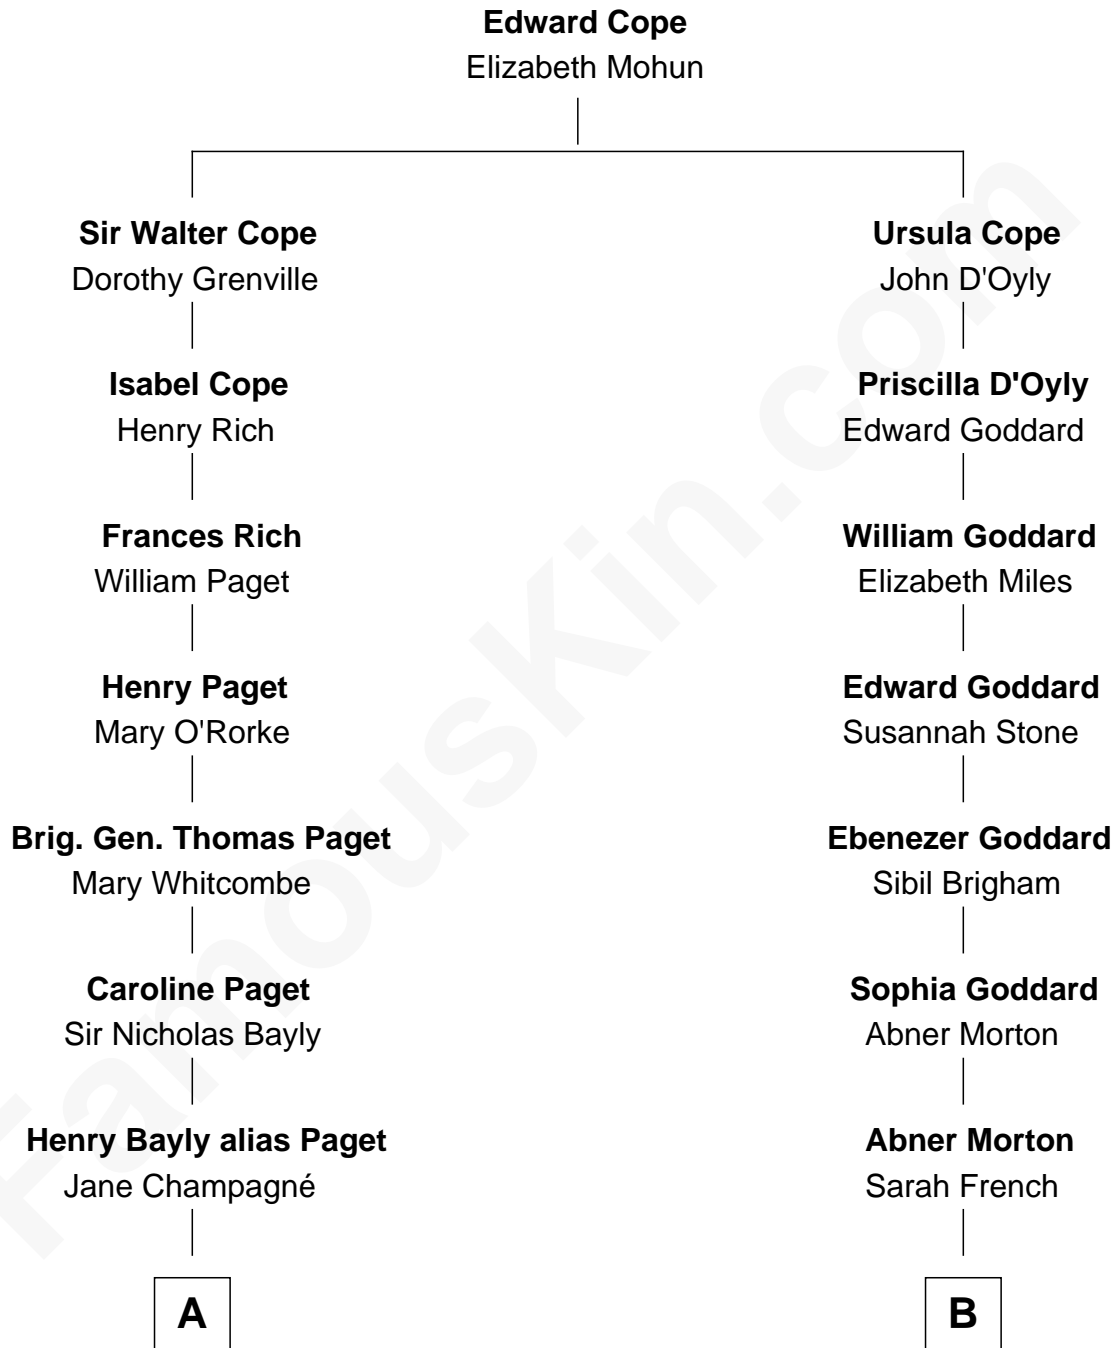 Edward Cope
Elizabeth Mohun
Sir Walter Cope
Dorothy Grenville
Ursula Cope
John D'Oyly
Isabel Cope
Henry Rich
Priscilla D'Oyly
Edward Goddard
Frances Rich
William Paget
William Goddard
Elizabeth Miles
Henry Paget
Mary O'Rorke
Edward Goddard
Susannah Stone
Brig. Gen. Thomas Paget
Mary Whitcombe
Ebenezer Goddard
Sibil Brigham
Caroline Paget
Sir Nicholas Bayly
Sophia Goddard
Abner Morton
Henry Bayly alias Paget
Jane Champagné
Abner Morton
Sarah French
A
B
FamousKin.com